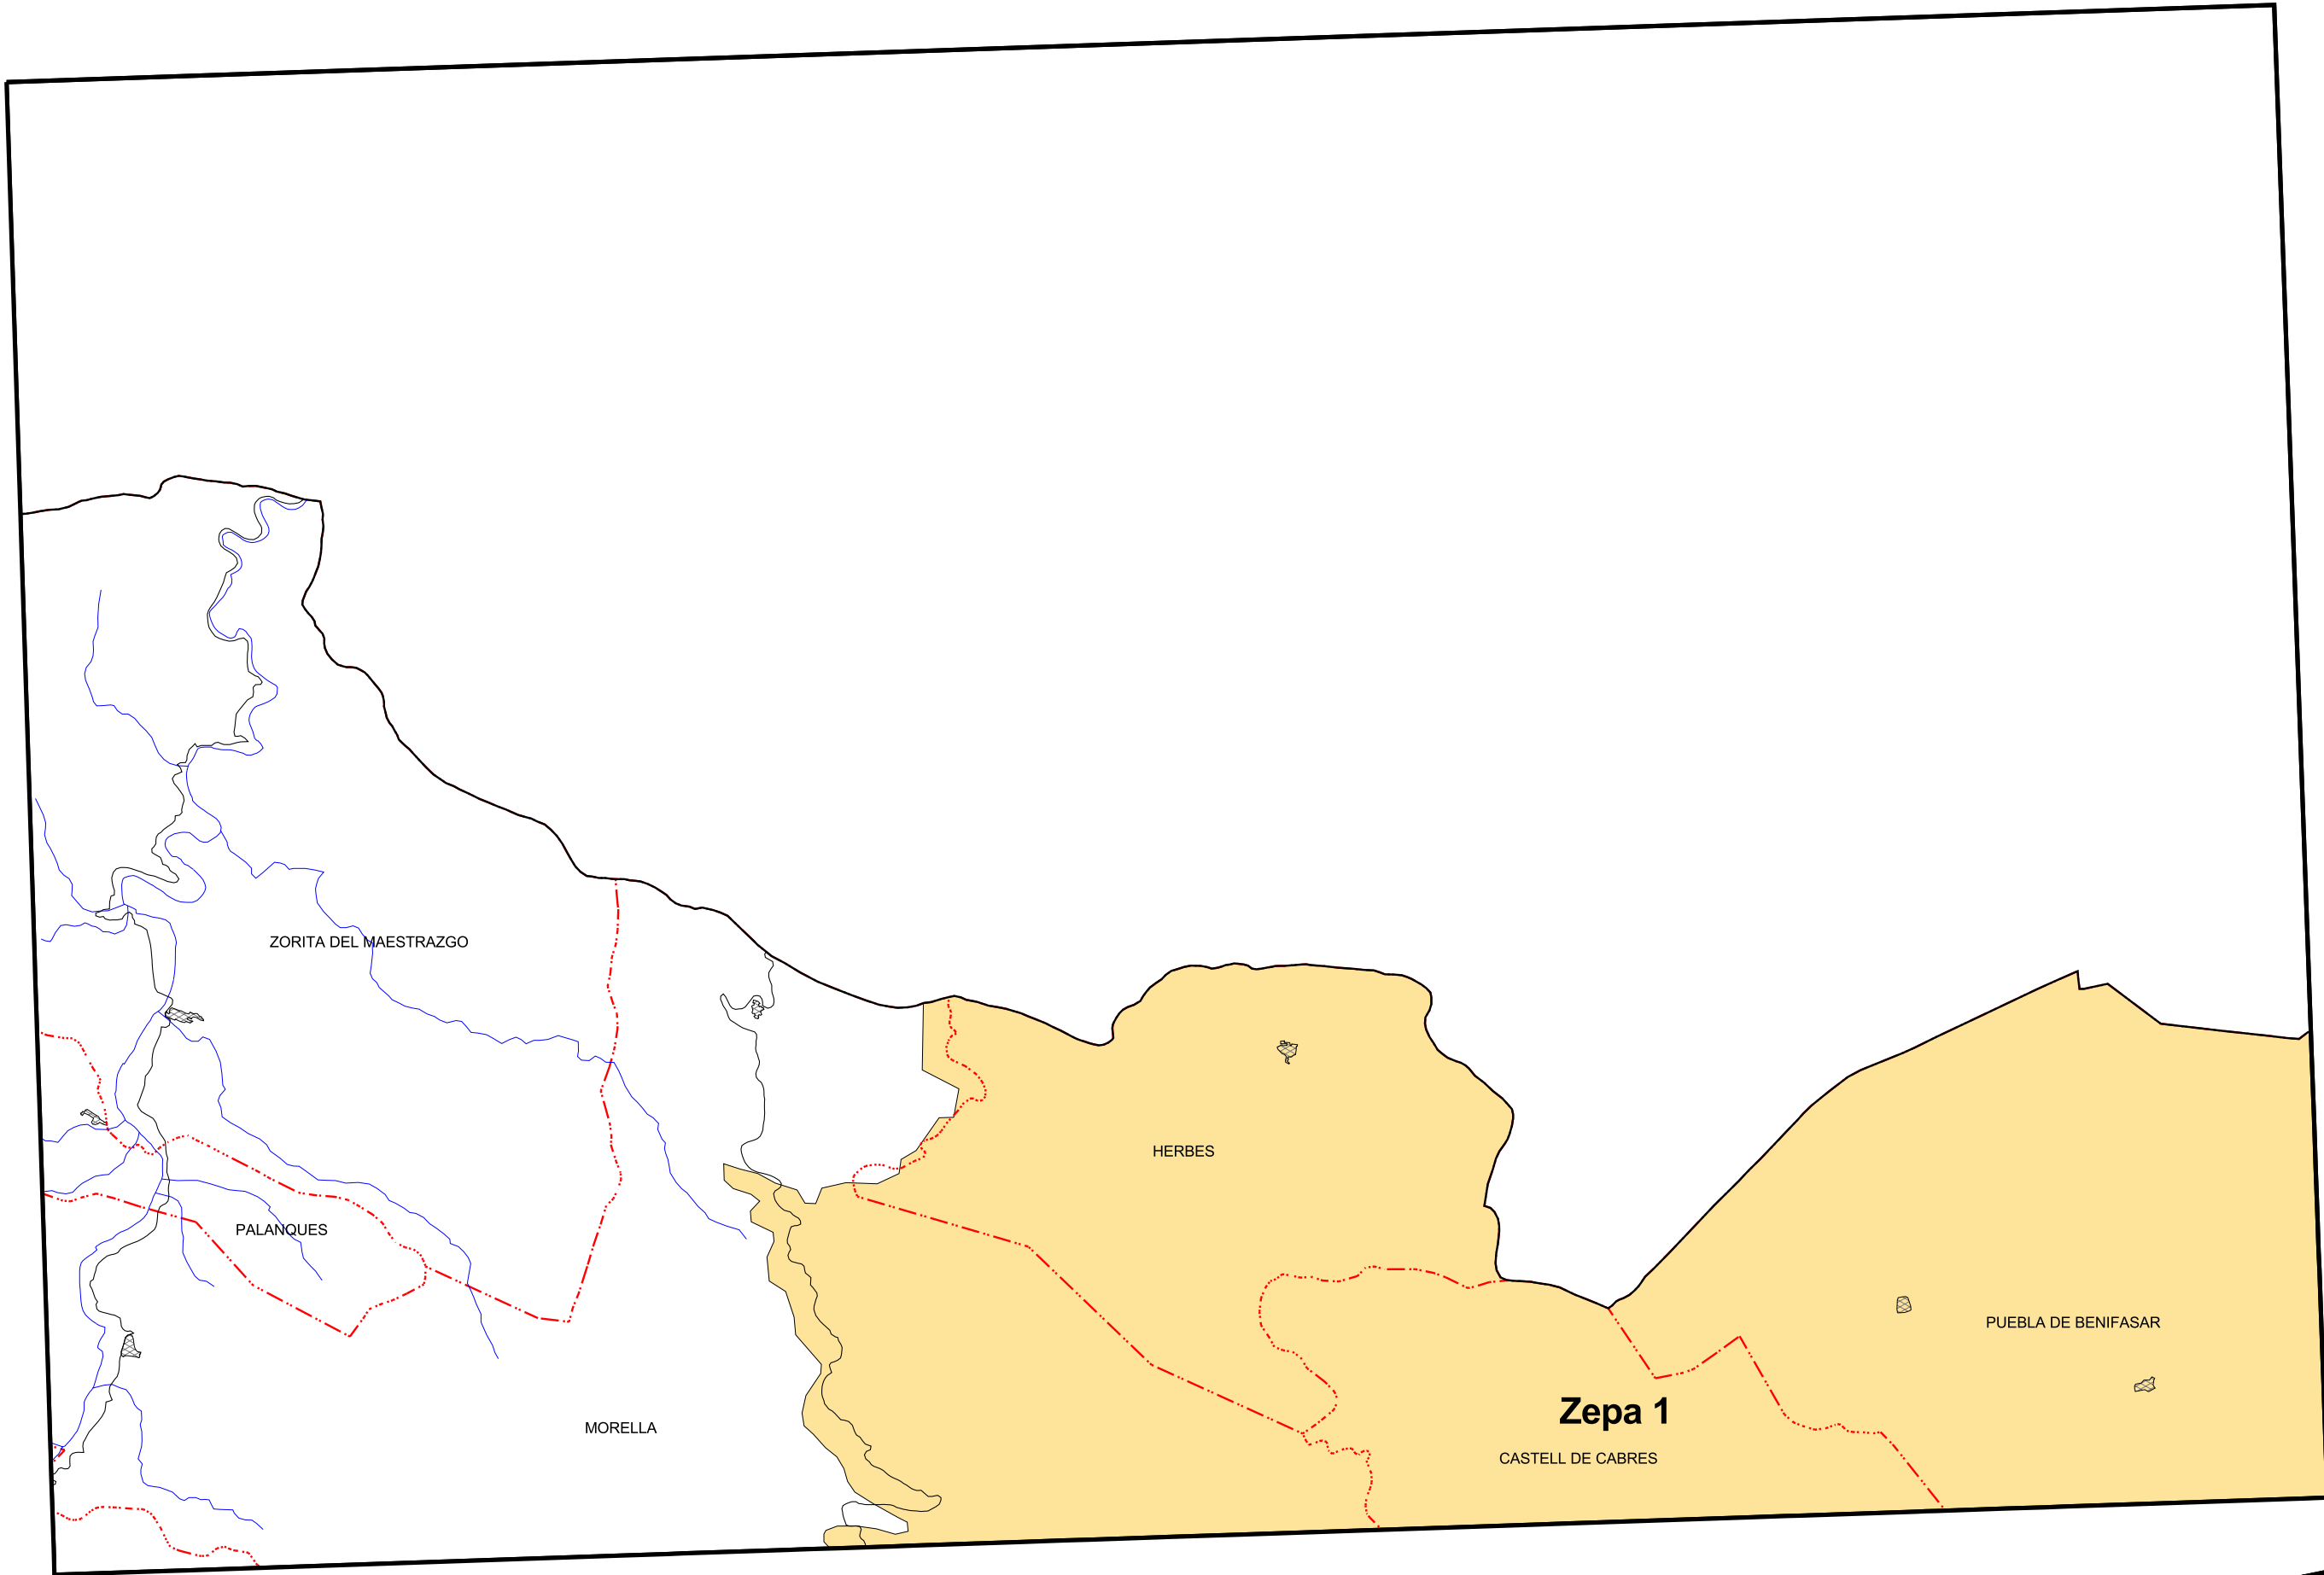 ZORITA DEL MAESTRAZGO
HERBES
PALANQUES
PUEBLA DE BENIFASAR
Zepa 1
MORELLA
CASTELL DE CABRES